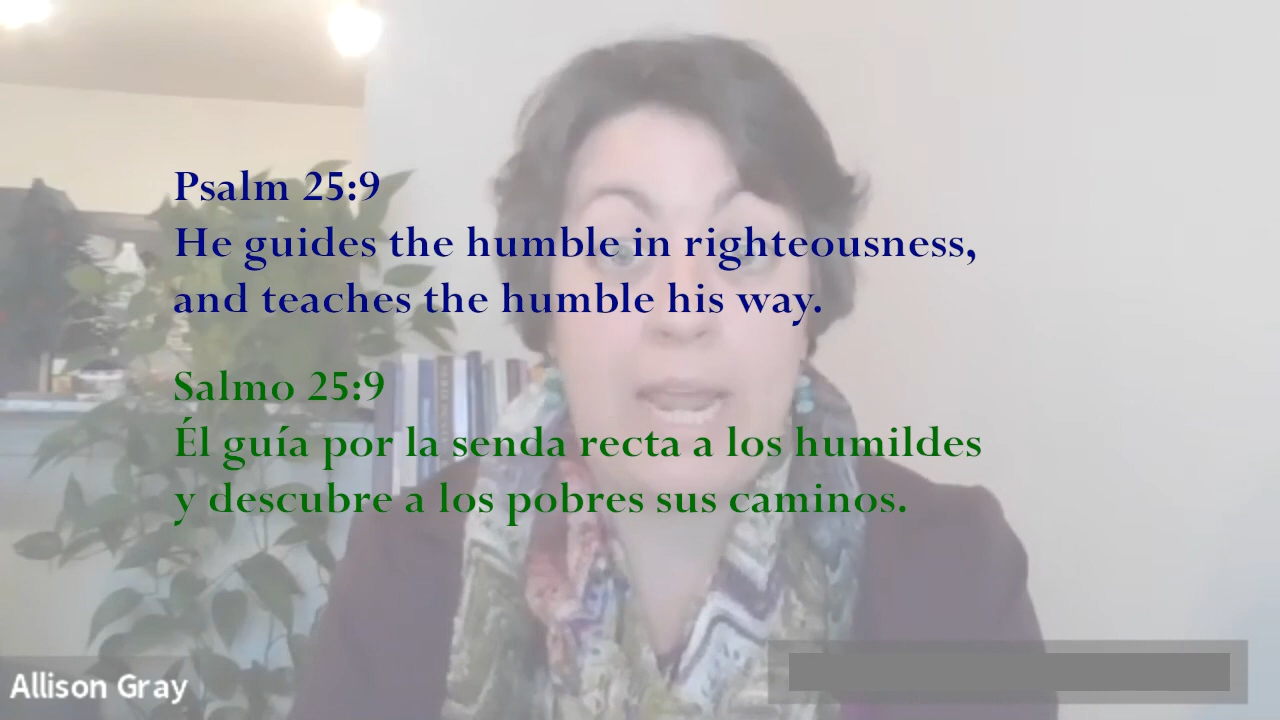 Psalm 25:9
He guides the humble in righteousness,
and teaches the humble his way.
Salmo 25:9
Él guía por la senda recta a los humildes
y descubre a los pobres sus caminos.
Allison Gray